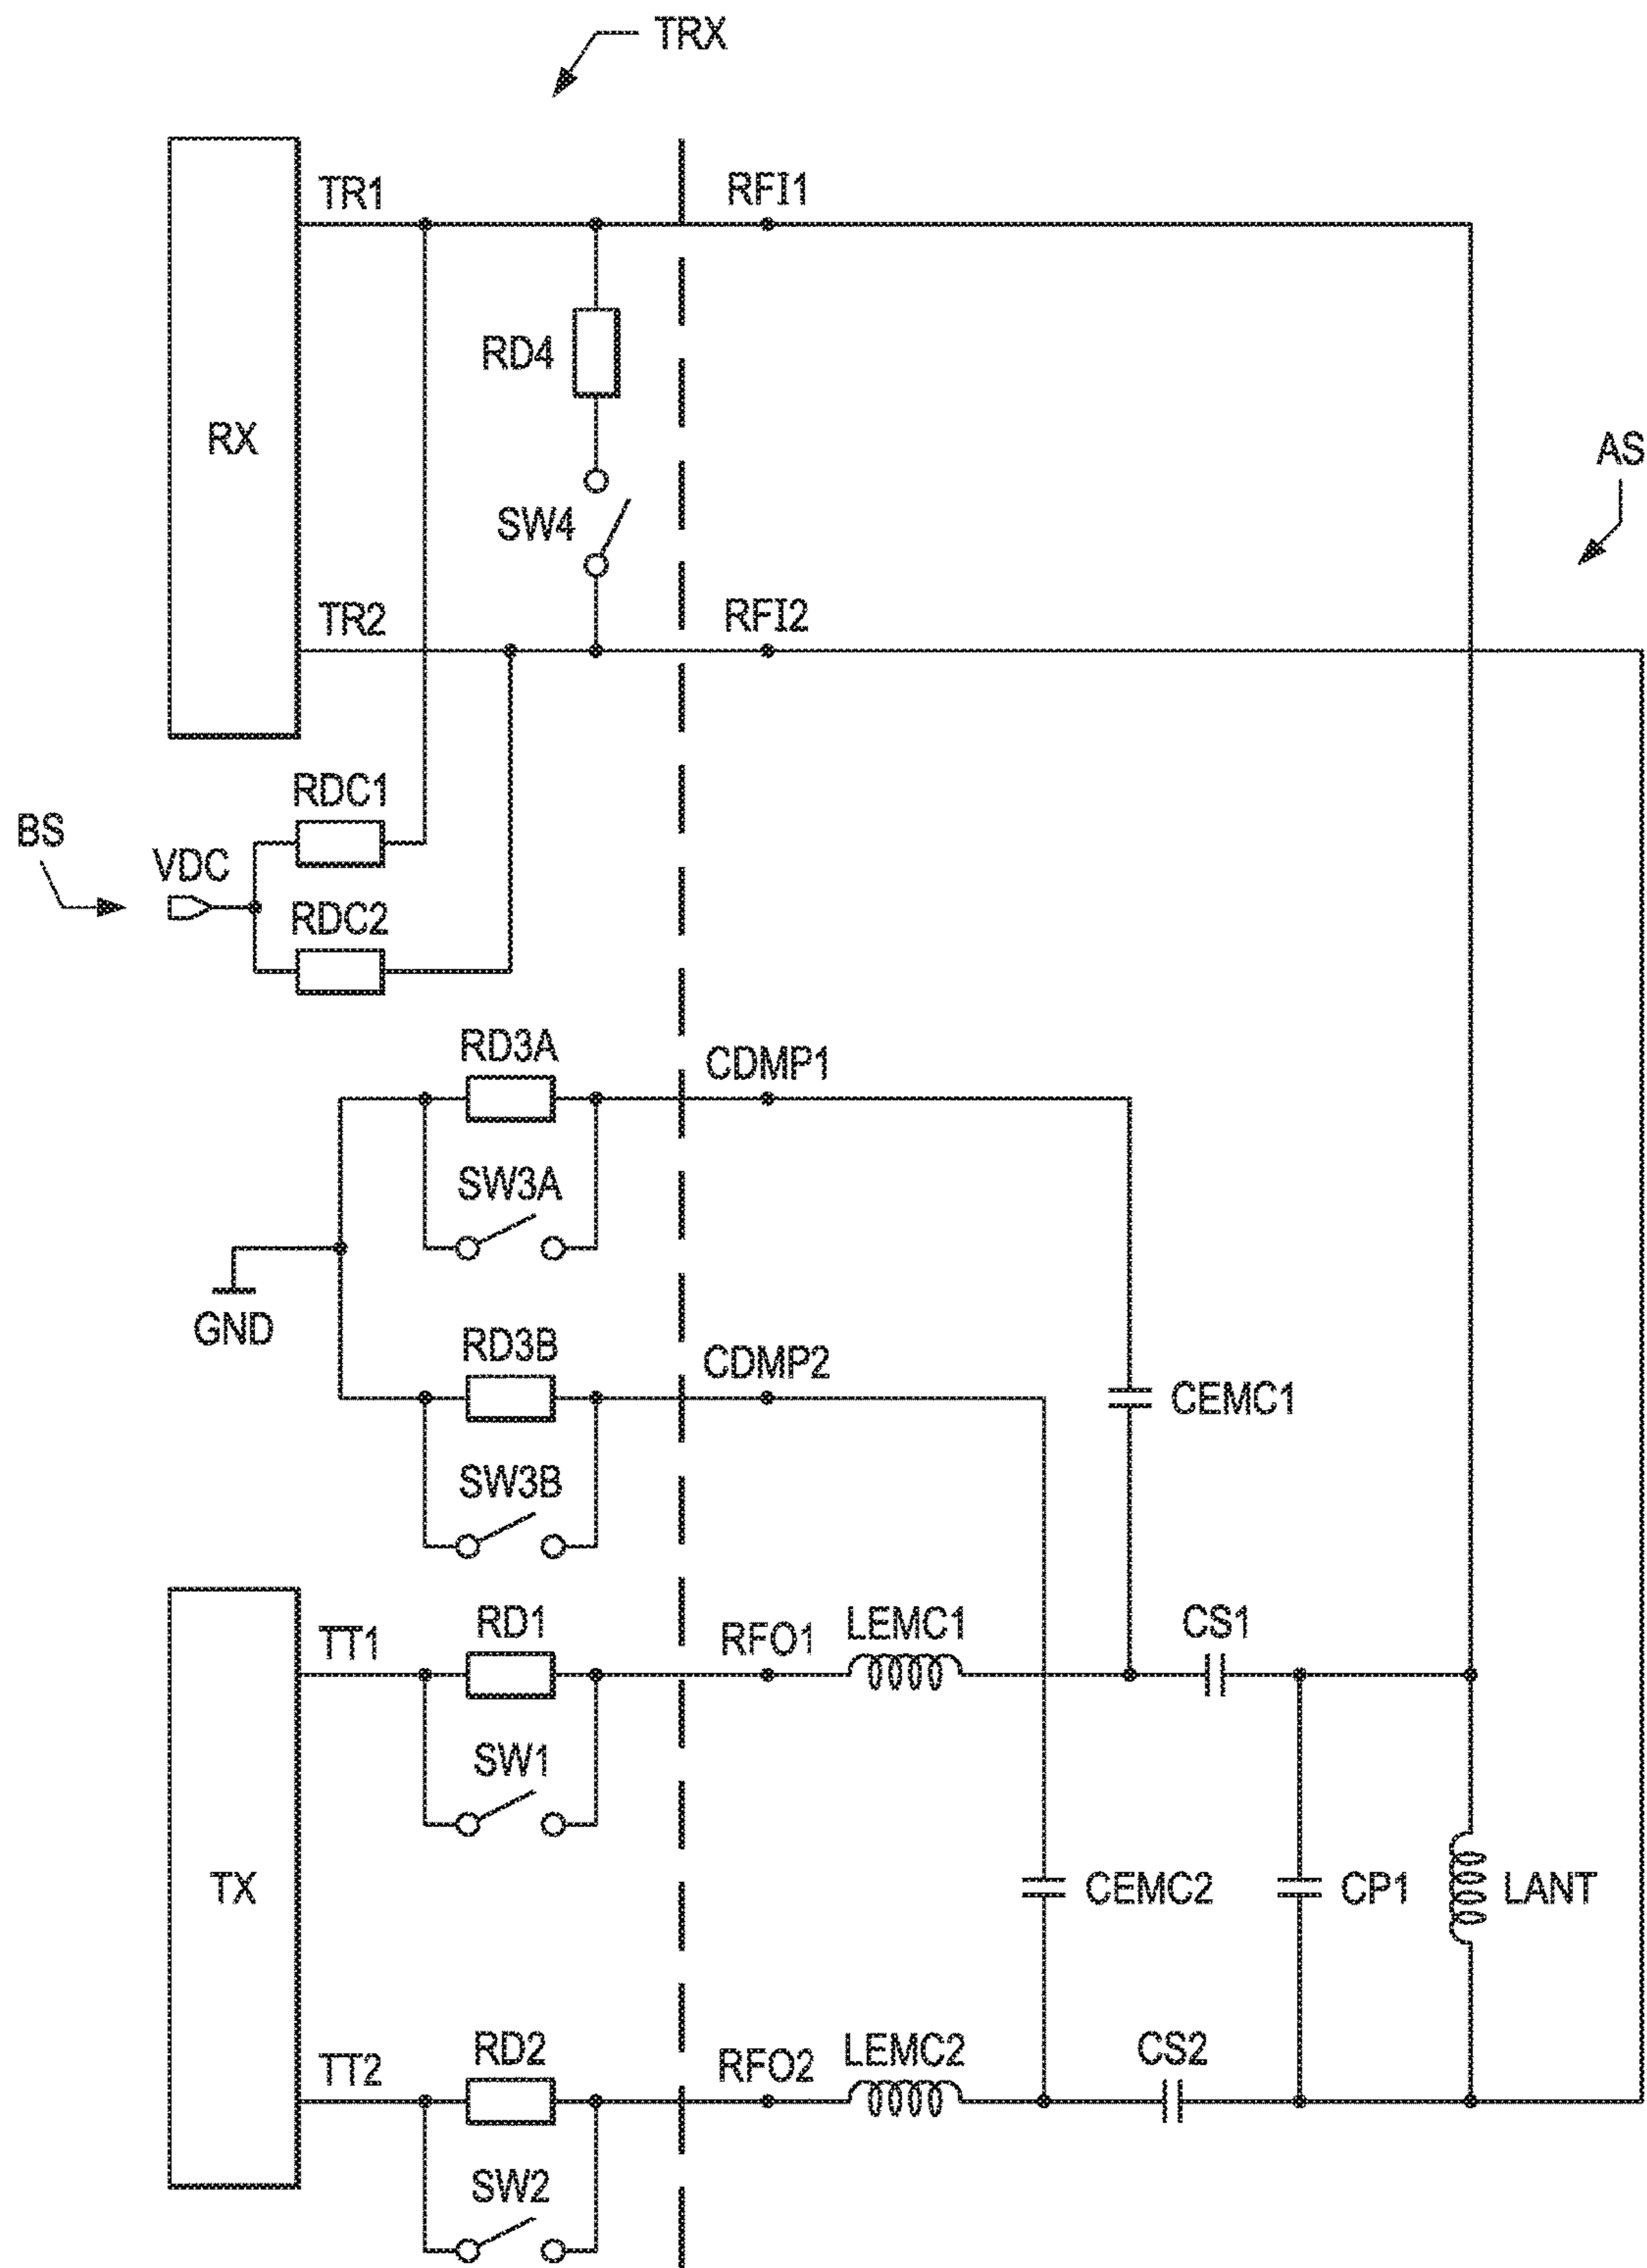 TRX
TR1
RFI1
RD4
RX
AS
SW4
TR2
RFI2
RDC1
BS
VDC
RDC2
RD3A
CDMP1
SW3A
GND
RD3B
CDMP2
CEMC1
SW3B
TT1
RD1
RFO1
LEMC1
CS1
SW1
TX
CEMC2
CP1
LANT
TT2
RD2
RFO2
LEMC2
CS2
SW2